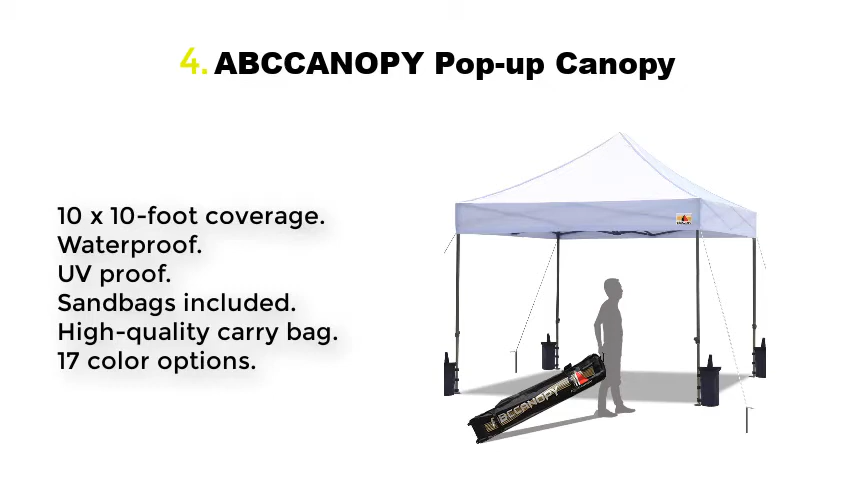 4. ABCCANOPY Pop-up Canopy
10 x 10-foot coverage.
Waterproof.
UV proof.
Sandbags included.
High-quality carry bag.
17 color options.
ABCCANOPY